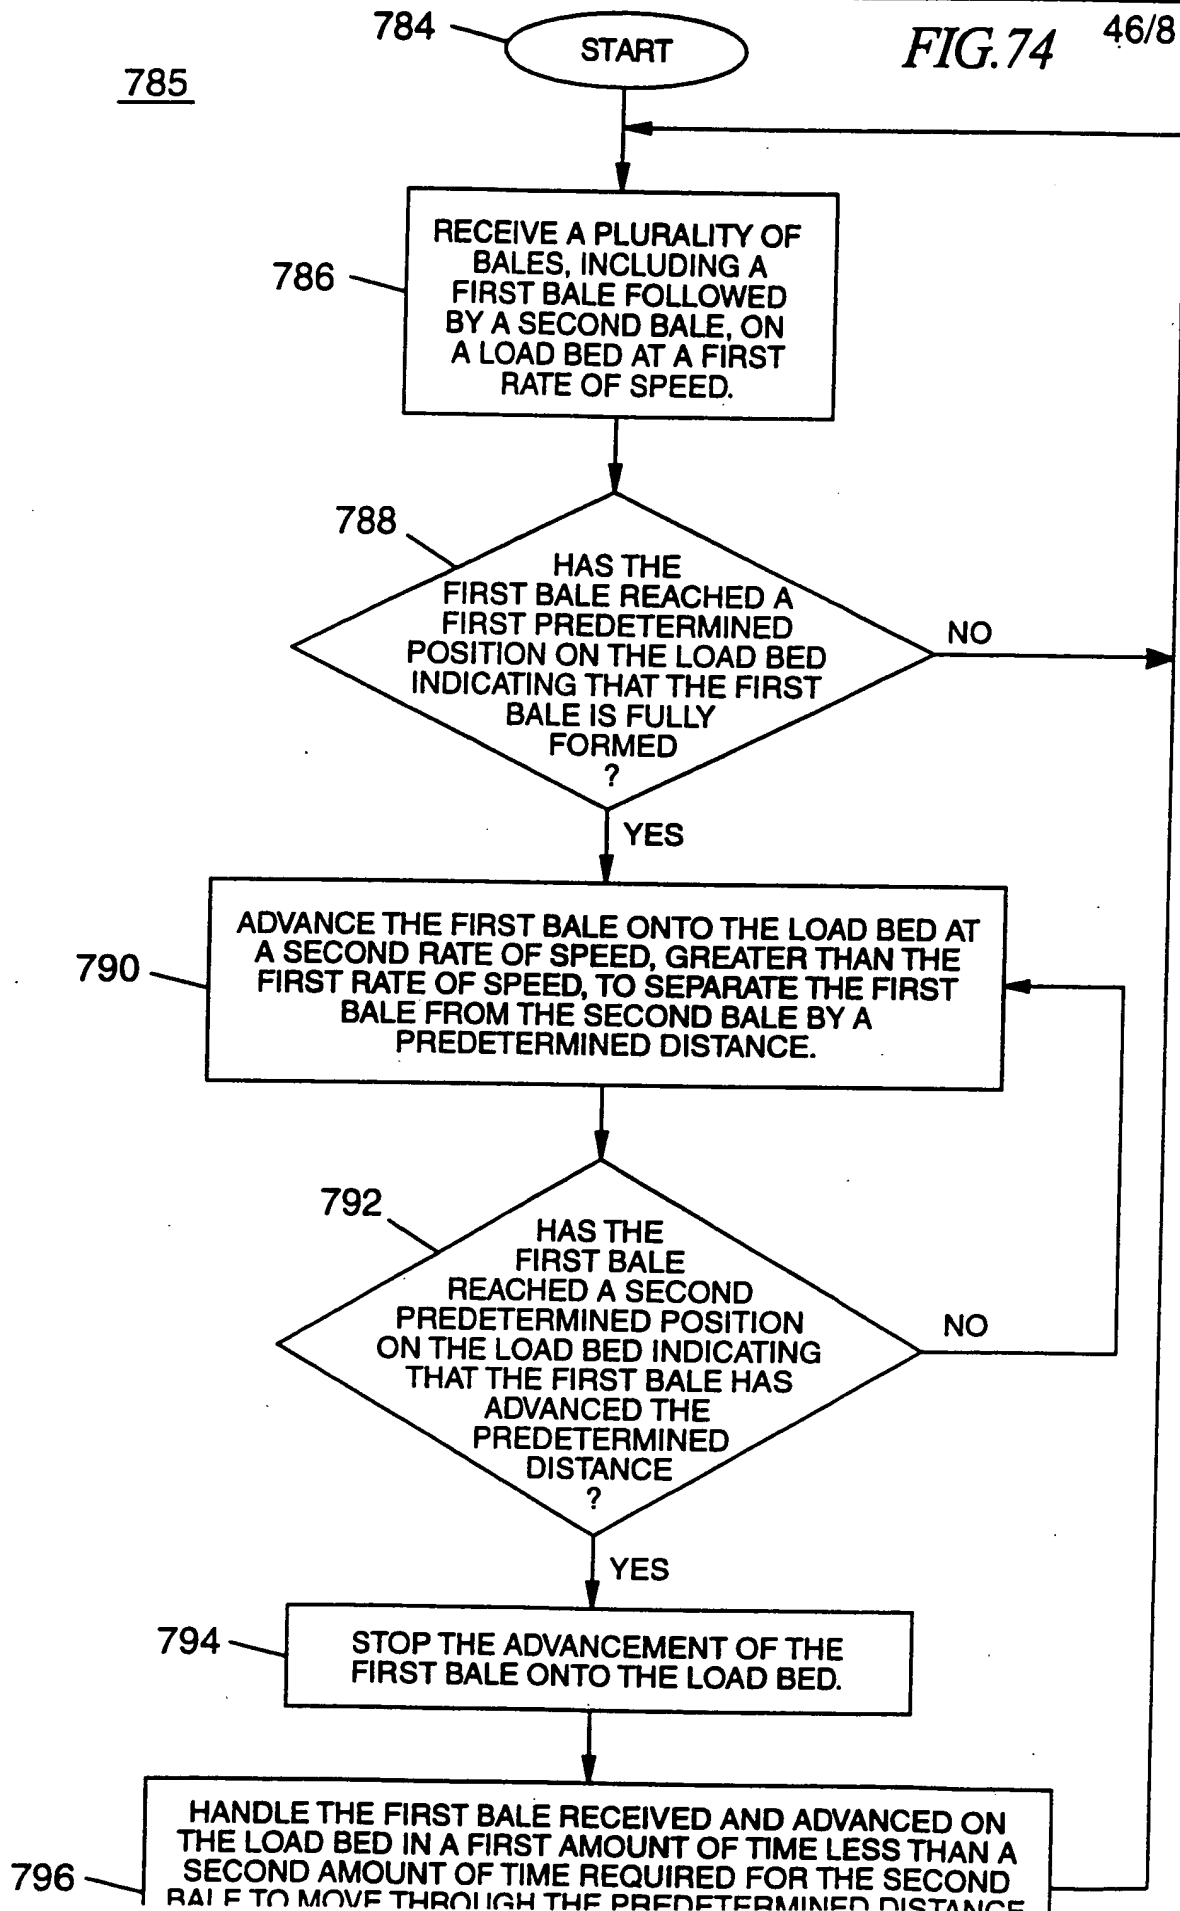 784
START
FIG.74
46/8
785
786
RECEIVE A PLURALITY OF
BALES, INCLUDING A
FIRST BALE FOLLOWED
BY A SECOND BALE, ON
A LOAD BED AT A FIRST
RATE OF SPEED.
788
HAS THE
FIRST BALE REACHED A
FIRST PREDETERMINED
POSITION ON THE LOAD BED
INDICATING THAT THE FIRST
BALE IS FULLY
FORMED
?
NO
YES
790
ADVANCE THE FIRST BALE ONTO THE LOAD BED AT
A SECOND RATE OF SPEED, GREATER THAN THE
FIRST RATE OF SPEED, TO SEPARATE THE FIRST
BALE FROM THE SECOND BALE BY A
PREDETERMINED DISTANCE.
792
HAS THE
FIRST BALE
REACHED A SECOND
PREDETERMINED POSITION
ON THE LOAD BED INDICATING
THAT THE FIRST BALE HAS
ADVANCED THE
PREDETERMINED
DISTANCE
?
NO
YES
794
STOP THE ADVANCEMENT OF THE
FIRST BALE ONTO THE LOAD BED.
796
HANDLE THE FIRST BALE RECEIVED AND ADVANCED ON
THE LOAD BED IN A FIRST AMOUNT OF TIME LESS THAN A
SECOND AMOUNT OF TIME REQUIRED FOR THE SECOND
BALE TO MOVE THROUGH THE PREDETERMINED DISTANCE